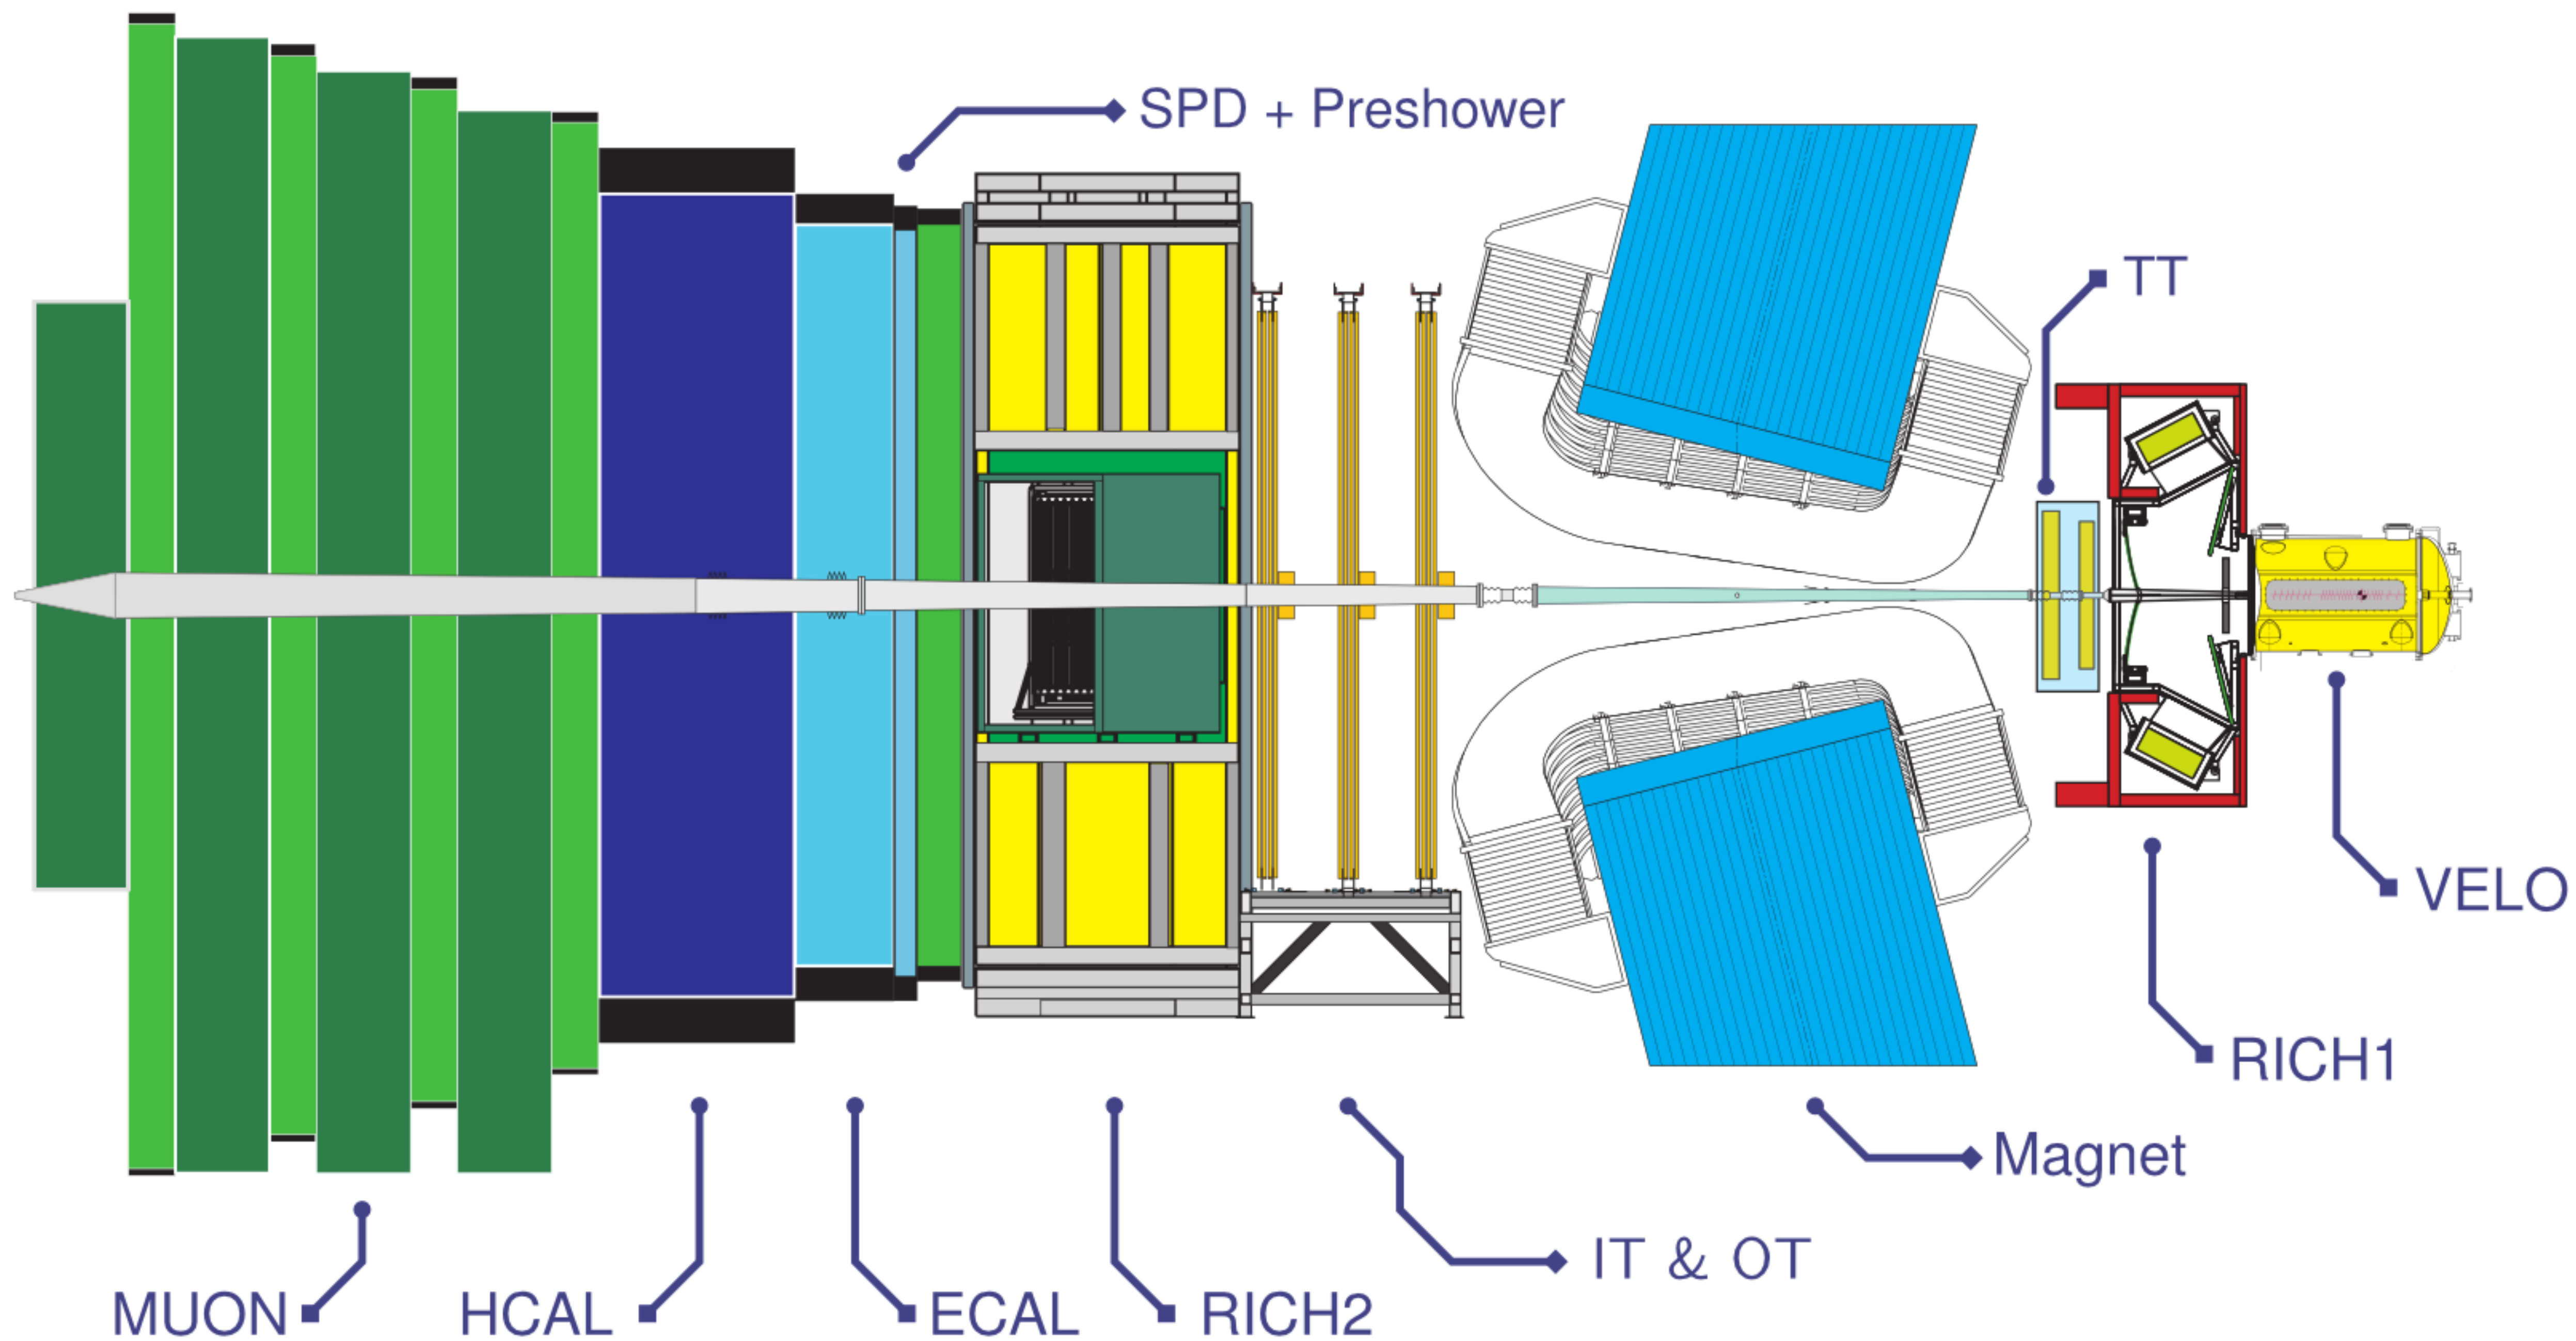 SPD + Preshower
TT
VELO
RICH1
Magnet
IT & OT
MUON
HCAL
ECAL
RICH2